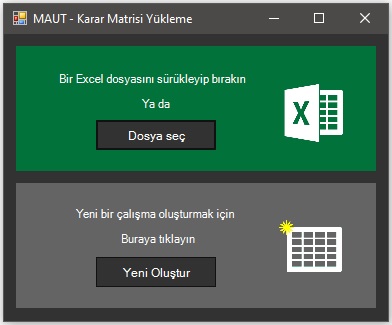 MAUT - Karar Matrisi Yükleme
Bir Excel dosyasını sürükleyip bırakın
Ya da
Dosya seç
X
Yeni bir çalışma oluşturmak için
Buraya tıklayın
Yeni Oluştur